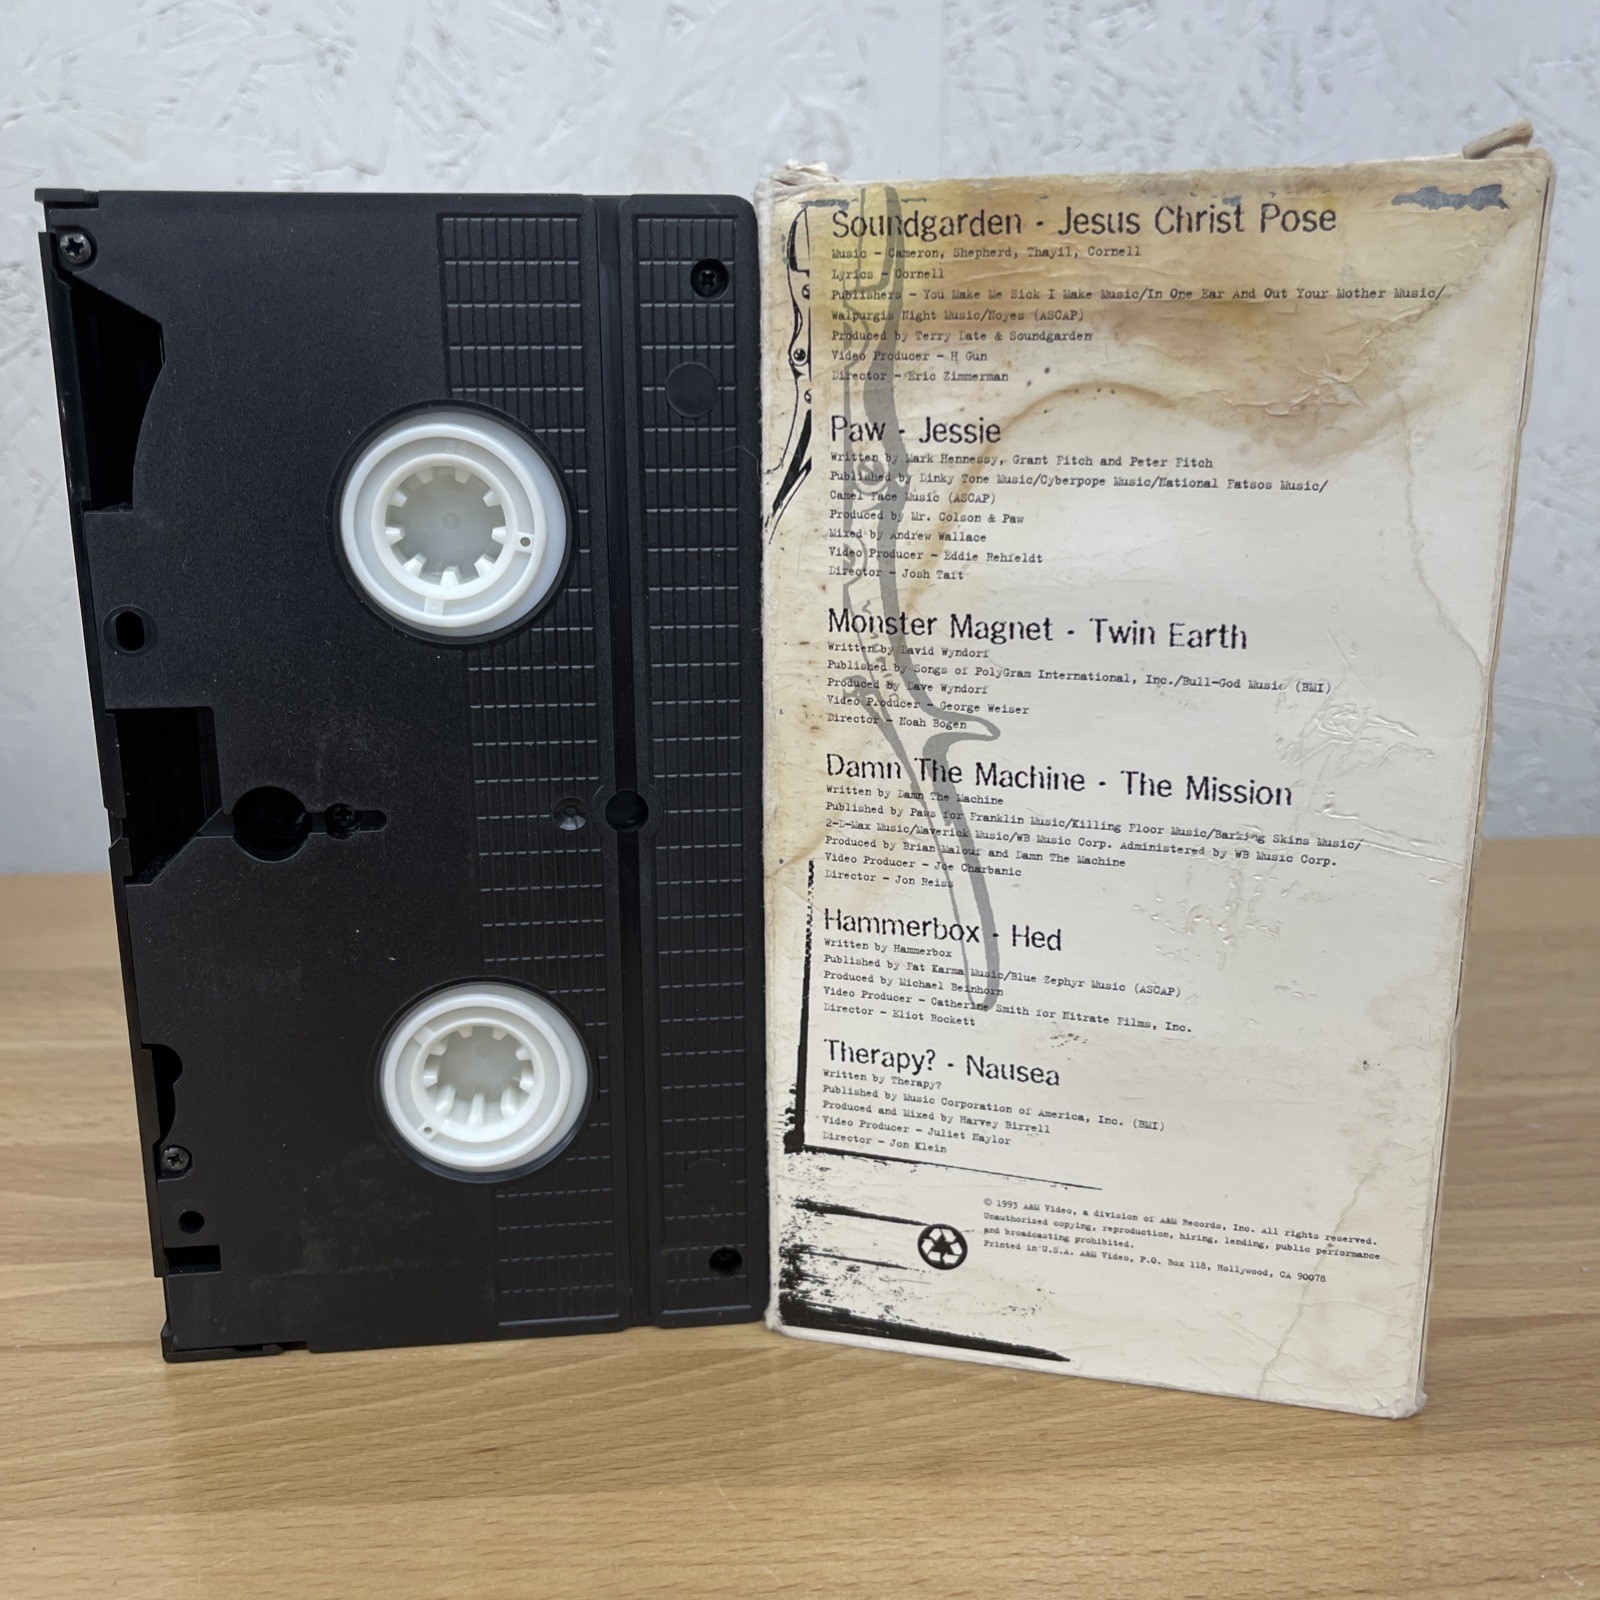 Soundgarden - Jesus Christ Pose
Music - Cameron, Shepherd, Thayil, Cornell
Lyrics - Cornell
Publishers - You Make Me Sick I Make Music/In One Ear And Out Your Mother Music/
Walpurgis Night Music/Noyes (ASCAP)
Produced by Terry Date & Soundgarden
Video Producer - H Gun
Director - Eric Zimmerman
Paw - Jessie
Written by Mark Hennessy, Grant Fitch and Peter Fitch
Published by Dinky Tone Music/Cyberpope Music/National Fatsos Music/
Camel Face Music (ASCAP)
Produced by Mr. Colson & Paw
Mixed by Andrew Wallace
Video Producer - Eddie Rehfeldt
Director - Josh Taft
Monster Magnet - Twin Earth
Written by David Wyndorf
Published by Songs of PolyGram International, Inc./Bull-God Music (BMI)
Produced by Dave Wyndorf
Video Producer - George Weiser
Director - Noah Bogen
Damn The Machine - The Mission
Written by Damn The Machine
Published by Paws for Franklin Music/Killing Floor Music/Barking Skins Music/
2-D-Max Music/Maverick Music/WB Music Corp. Administered by WB Music Corp.
Produced by Brian Malouf and Damn The Machine
Video Producer - Joe Charbanic
Director - Jon Reiss
Hammerbox - Hed
Written by Hammerbox
Published by Fat Karma Music/Blue Zephyr Music (ASCAP)
Produced by Michael Beinhorn
Video Producer - Catherine Smith for Nitrate Films, Inc.
Director - Eliot Rockett
Therapy? - Nausea
Written by Therapy?
Published by Music Corporation of America, Inc. (BMI)
Produced and Mixed by Harvey Birrell
Video Producer - Juliet Naylor
Director - Jon Klein
© 1993 A&M Video, a division of A&M Records, Inc. All rights reserved.
Unauthorized copying, reproduction, hiring, lending, public performance
and broadcasting prohibited.
Printed in U.S.A. A&M Video, P.O. Box 118, Hollywood, CA 90078